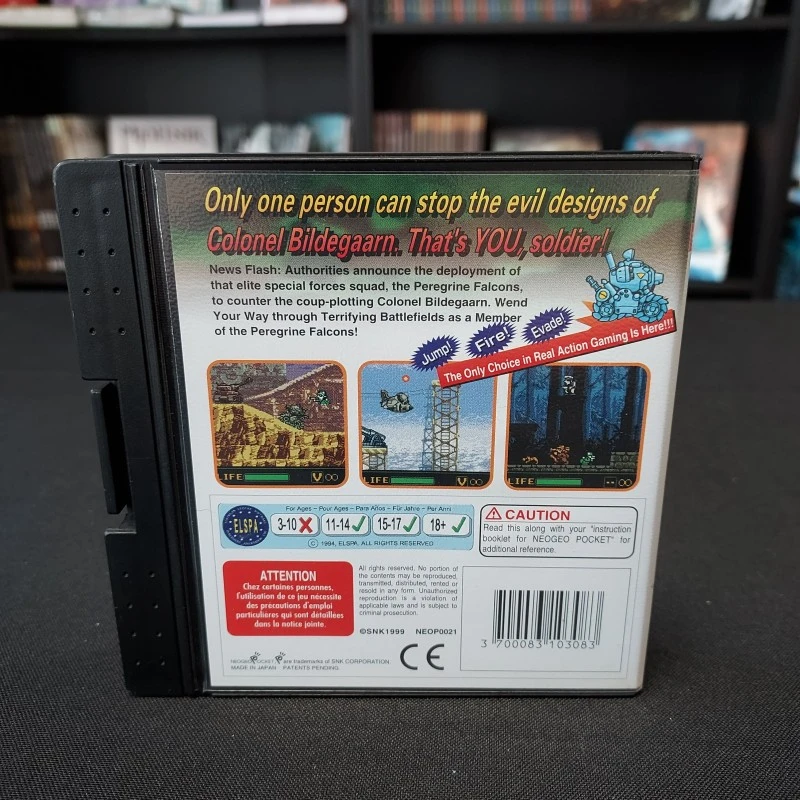 Only one person can stop the evil designs of
Colonel Bildegaarn. That's YOU, soldier!
News Flash: Authorities announce the deployment of
that elite special forces squad, the Peregrine Falcons,
to counter the coup-plotting Colonel Bildegaarn. Wend
Your Way through Terrifying Battlefields as a Member
of the Peregrine Falcons!
Jump! Fire! Evade!
The Only Choice in Real Action Gaming Is Here!!!
LIFE V ∞
LIFE V ∞
LIFE -- ∞
For Ages - Pour Ages - Para Años - Für Jahre - Per Anni
ELSPA 3-10 11-14 15-17 18+
© 1994, ELSPA. ALL RIGHTS RESERVED
CAUTION
Read this along with your "instruction
booklet for NEOGEO POCKET" for
additional reference.
ATTENTION
Chez certaines personnes,
l'utilisation de ce jeu nécessite
des précautions d'emploi
particulières qui sont détaillées
dans la notice jointe.
All rights reserved. No portion of
the contents may be reproduced,
transmitted, distributed, rented or
resold in any form. Unauthorized
reproduction is a violation of
applicable laws and is subject to
criminal prosecution.
©SNK1999 NEOP0021
NEOGEO POCKET are trademarks of SNK CORPORATION
MADE IN JAPAN PATENTS PENDING
CE
3 700083 103083